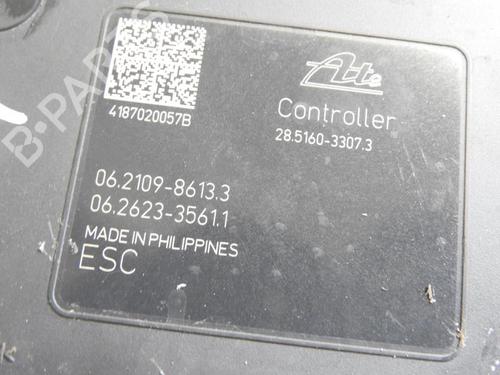 Ate
4187020057B
Controller
28.5160-3307.3
06.2109-8613.3
06.2623-3561.1
MADE IN PHILIPPINES
ESC
B-PARTS